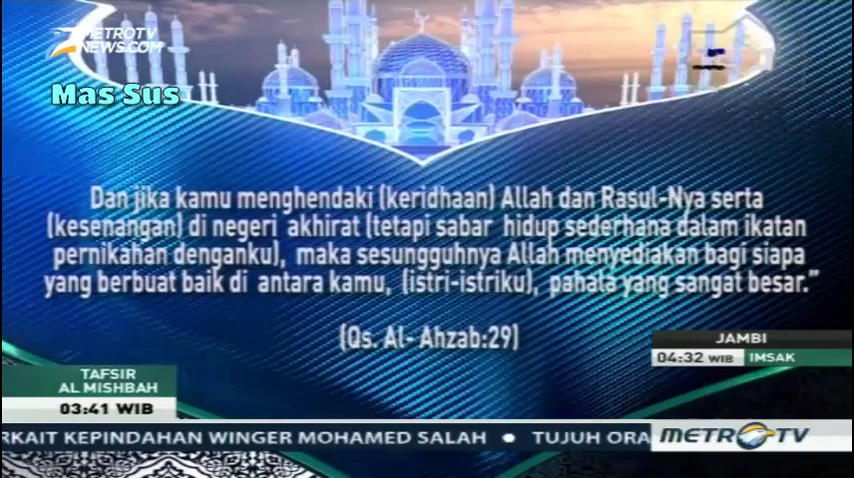 METROTV
NEWS.COM
Mas Sus
Dan jika kamu menghendaki (keridhaan) Allah dan Rasul-Nya serta
(kesenangan) di negeri akhirat (tetapi sabar hidup sederhana dalam ikatan
pernikahan denganku), maka sesungguhnya Allah menyediakan bagi siapa
yang berbuat baik di antara kamu, (istri-istriku), pahala yang sangat besar.”
(Qs. Al- Ahzab:29)
JAMBI
04:32 WIB IMSAK
TAFSIR
AL MISHBAH
03:41 WIB
RKAIT KEPINDAHAN WINGER MOHAMED SALAH ● TUJUH ORA
METRO TV